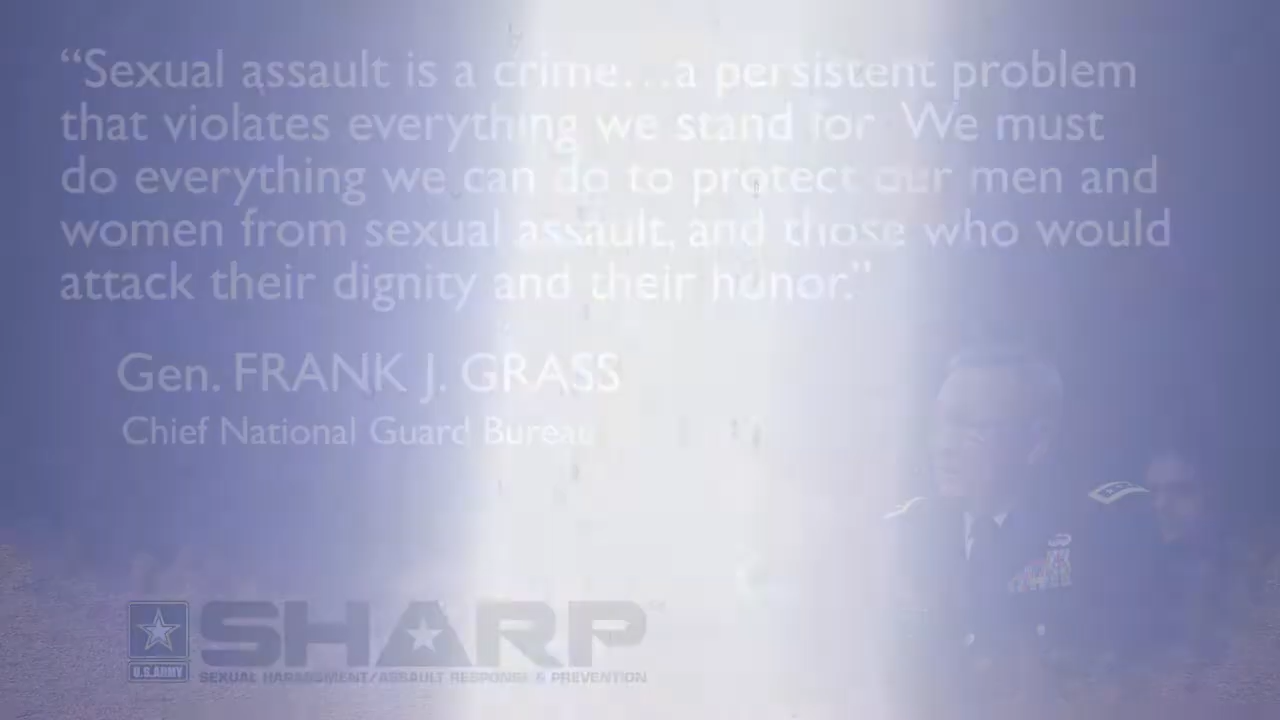 “Sexual assault is a crime...a persistent problem
that violates everything we stand for. We must
do everything we can do to protect our men and
women from sexual assault, and those who would
attack their dignity and their honor.”
Gen. FRANK J. GRASS
Chief National Guard Bureau
SHARP
U.S.ARMY
SEXUAL HARASSMENT/ASSAULT RESPONSE & PREVENTION